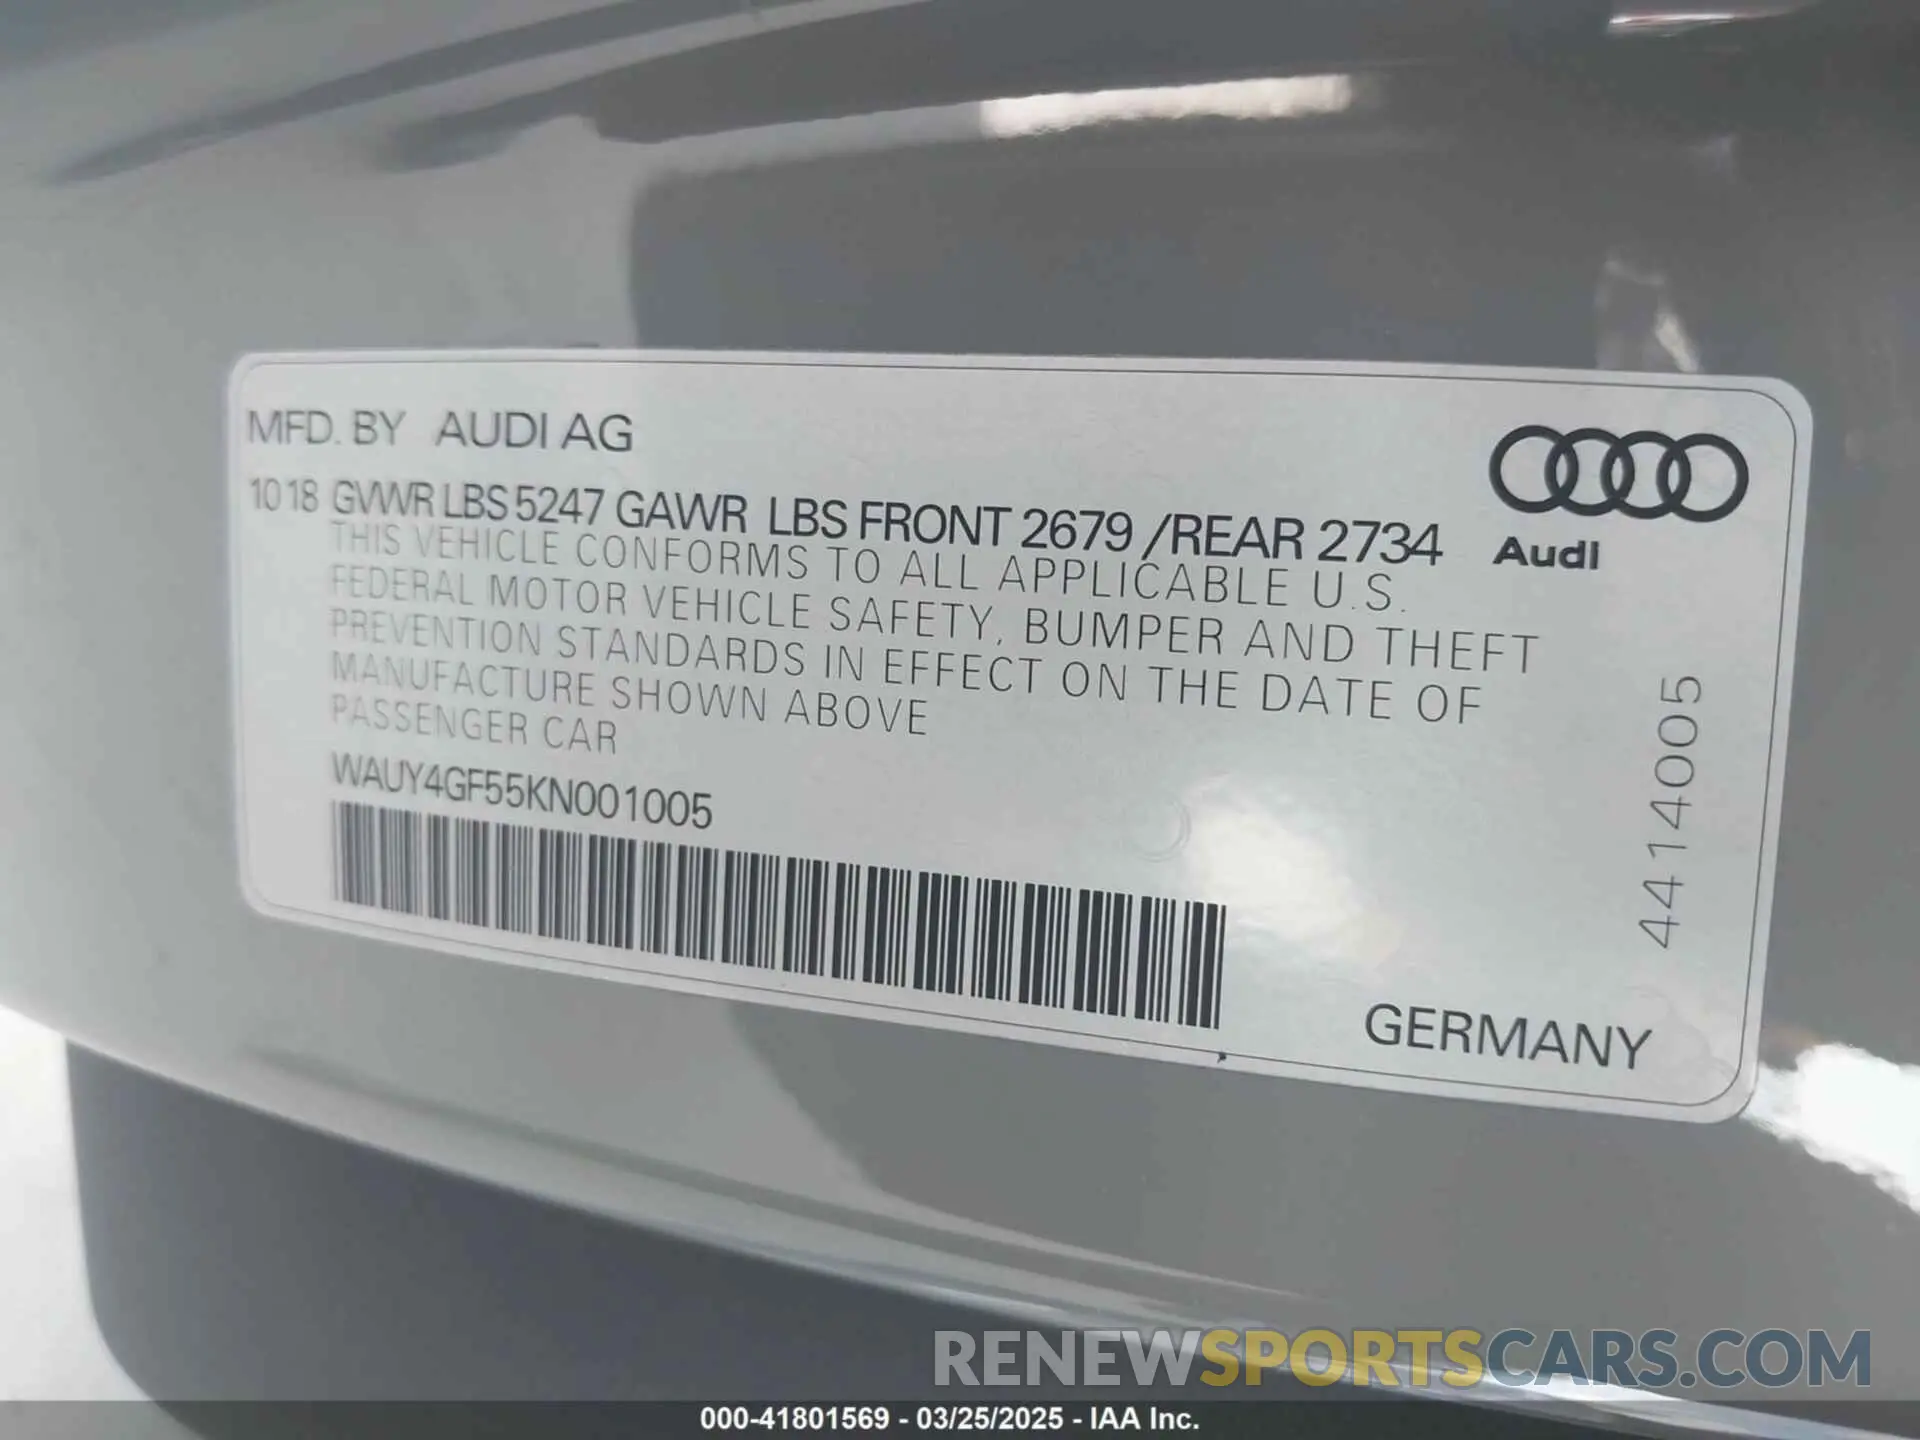 MFD. BY AUDI AG
1018 GVWR LBS 5247 GAWR LBS FRONT 2679 /REAR 2734
THIS VEHICLE CONFORMS TO ALL APPLICABLE U.S.
FEDERAL MOTOR VEHICLE SAFETY, BUMPER AND THEFT
PREVENTION STANDARDS IN EFFECT ON THE DATE OF
MANUFACTURE SHOWN ABOVE
PASSENGER CAR
WAUY4GF55KN001005
Audi
4414005
GERMANY
RENEWSPORTSCARS.COM
000-41801569 - 03/25/2025 - IAA Inc.